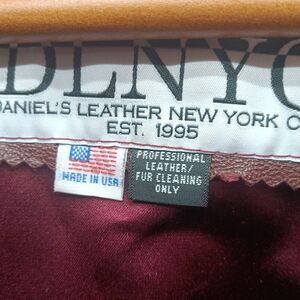 DLNYC
DANIEL'S LEATHER NEW YORK C
EST. 1995
MADE IN USA
PROFESSIONAL
LEATHER/
FUR CLEANING
ONLY